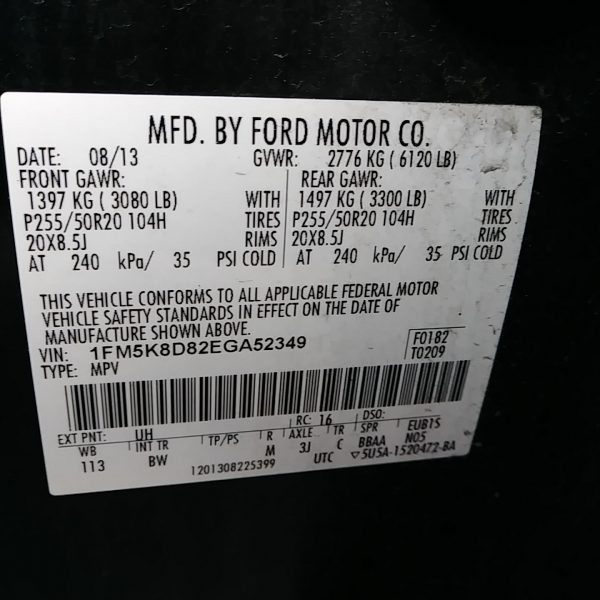 MFD. BY FORD MOTOR CO.
DATE: 08/13 GVWR: 2776 KG ( 6120 LB)
FRONT GAWR: REAR GAWR:
1397 KG ( 3080 LB) WITH 1497 KG ( 3300 LB) WITH
P255/50R20 104H TIRES P255/50R20 104H TIRES
20X8.5J RIMS 20X8.5J RIMS
AT 240 kPa/ 35 PSI COLD AT 240 kPa/ 35 PSI COLD
THIS VEHICLE CONFORMS TO ALL APPLICABLE FEDERAL MOTOR
VEHICLE SAFETY STANDARDS IN EFFECT ON THE DATE OF
MANUFACTURE SHOWN ABOVE.
VIN: 1FM5K8D82EGA52349 F0182
TYPE: MPV T0209
EXT PNT: UH RC: 16 DSO:
WB INT TR TP/PS R AXLE TR SPR EUB1S
113 BW M 3J C BBAA N05
1201308225399 UTC ▽5U5A-1520472-BA